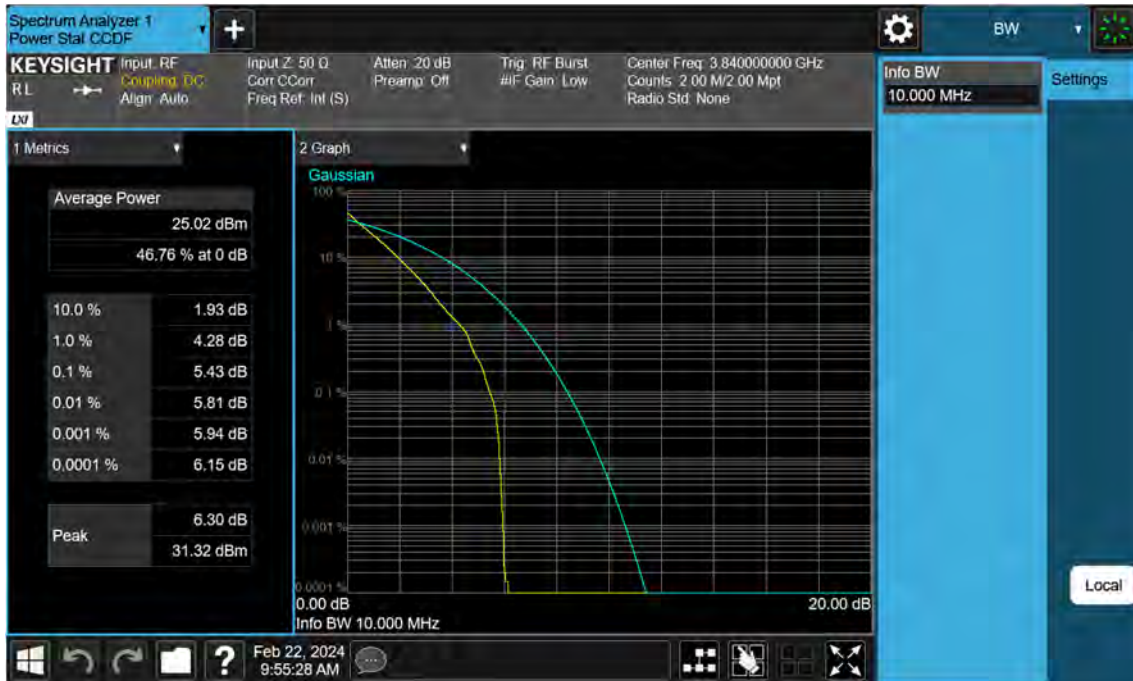 Spectrum Analyzer 1
Power Stat CCDF
BW
KEYSIGHT
RL
LXI
Input: RF
Coupling: DC
Align: Auto
Input Z: 50 Ω
Corr CCorr
Freq Ref: Int (S)
Atten: 20 dB
Preamp: Off
Trig: RF Burst
#IF Gain: Low
Center Freq: 3.840000000 GHz
Counts: 2.00 M/2.00 Mpt
Radio Std: None
Info BW
10.000 MHz
Settings
1 Metrics
Average Power
25.02 dBm
46.76 % at 0 dB
10.0 % 1.93 dB
1.0 % 4.28 dB
0.1 % 5.43 dB
0.01 % 5.81 dB
0.001 % 5.94 dB
0.0001 % 6.15 dB
Peak
6.30 dB
31.32 dBm
2 Graph
Gaussian
100 %
10 %
1 %
0.1 %
0.01 %
0.001 %
0.0001 %
0.00 dB 20.00 dB
Info BW 10.000 MHz
Local
?
Feb 22, 2024
9:55:28 AM